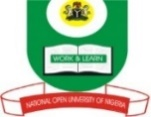 WORK & LEARN
NATIONAL OPEN UNIVERSITY OF NIGERIA